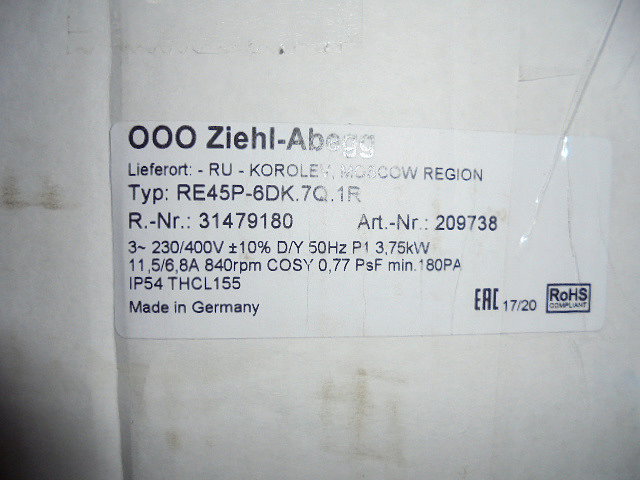 OOO Ziehl-Abegg
Lieferort: - RU - KOROLEV, MOSCOW REGION
Typ: RE45P-6DK.7Q.1R
R.-Nr.: 31479180 Art.-Nr.: 209738
3~ 230/400V ±10% D/Y 50Hz P1 3,75kW
11,5/6,8A 840rpm COSY 0,77 PsF min.180PA
IP54 THCL155
Made in Germany
EAC 17/20
RoHS
COMPLIANT